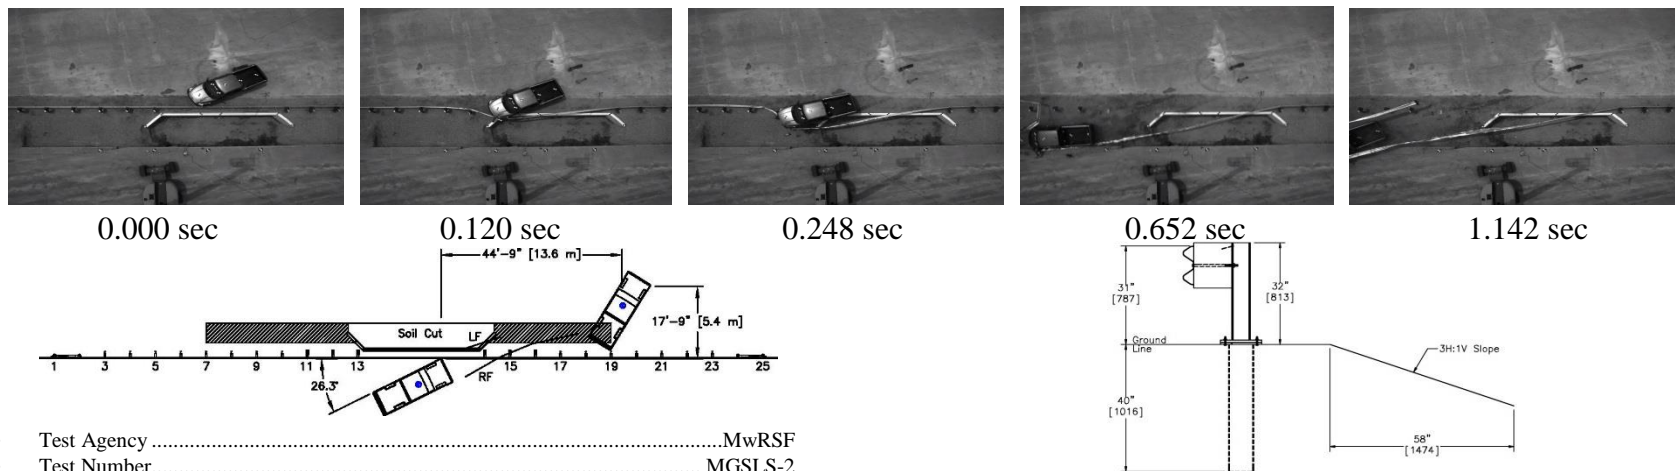 0.000 sec
0.120 sec
0.248 sec
0.652 sec
1.142 sec
44'-9" [13.6 m]
17'-9" [5.4 m]
Soil Cut
LF
RF
26.3°
1 3 5 7 9 11 13 15 17 19 21 23 25
31"
[787]
32"
[813]
Ground
Line
3H:1V Slope
40"
[1016]
58"
[1474]
Test Agency ........................................................................................................MwRSF
Test Number........................................................................................................MGSLS-2